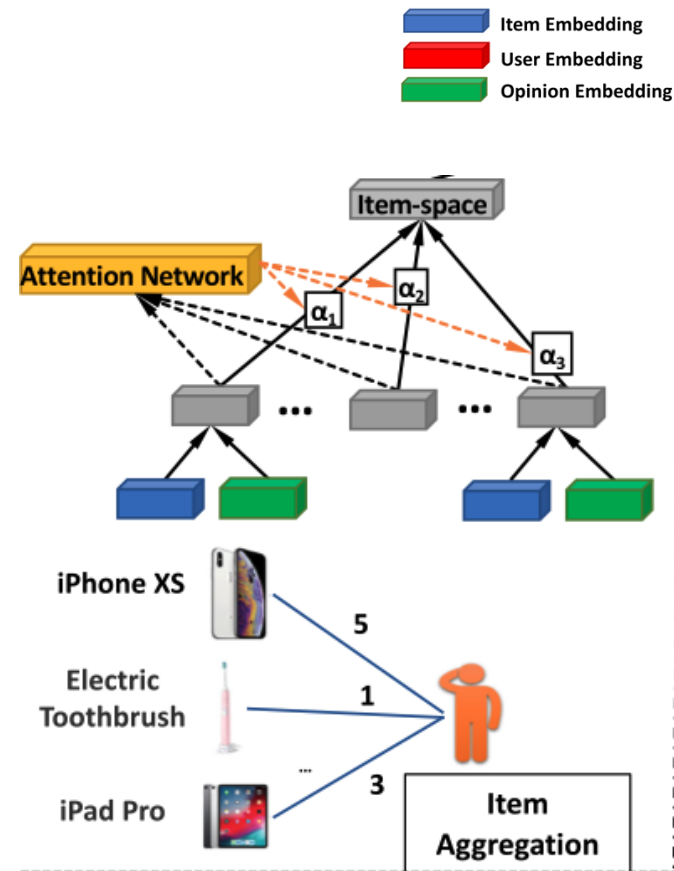 Item Embedding
User Embedding
Opinion Embedding
Item-space
Attention Network
α1
α2
α3
...
...
iPhone XS
5
Electric
Toothbrush
1
...
iPad Pro
3
Item
Aggregation